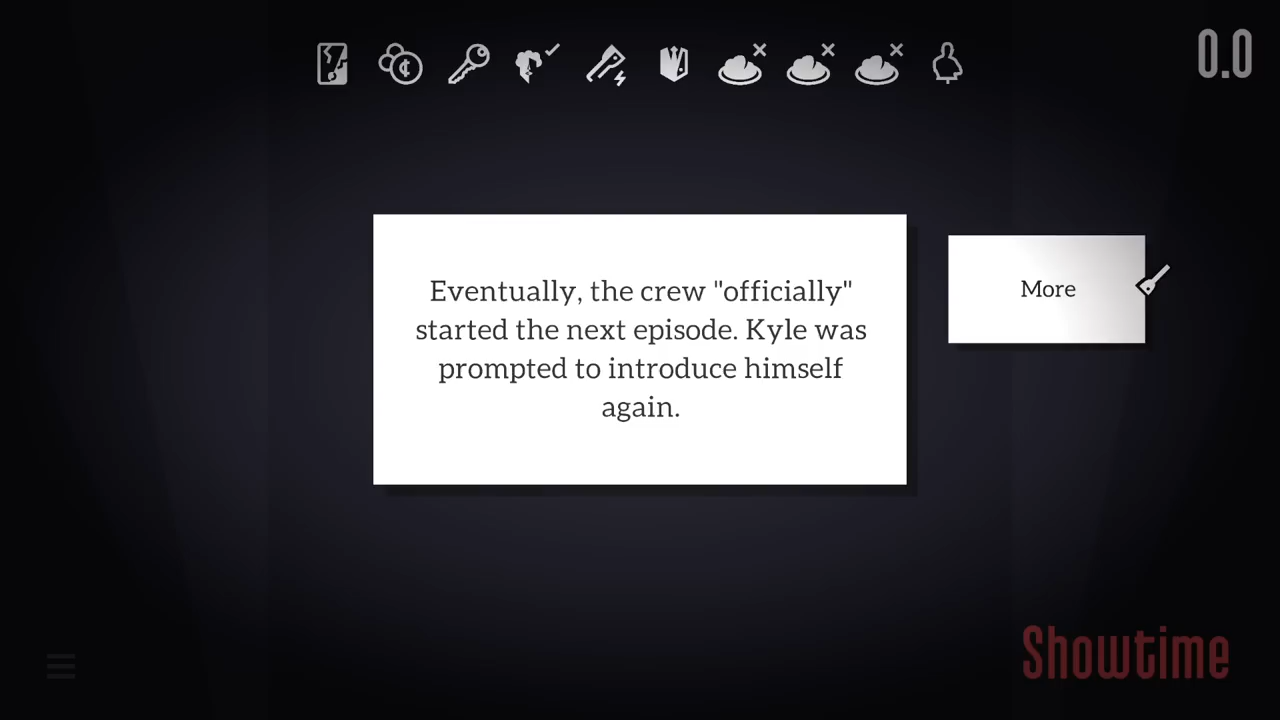 0.0
Eventually, the crew "officially"
started the next episode. Kyle was
prompted to introduce himself
again.
More
Showtime